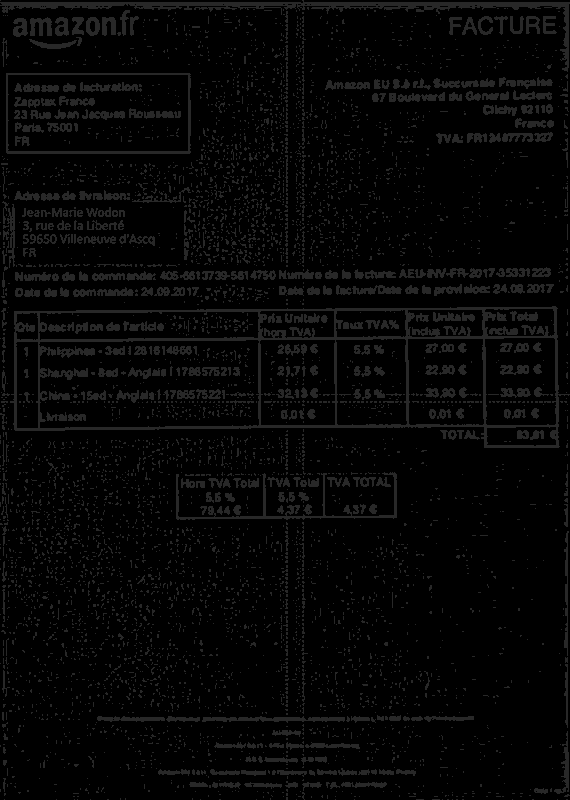 amazon.fr
FACTURE
Adresse de facturation:
Zapptax France
23 Rue Jean Jacques Rousseau
Paris, 75001
FR
Amazon EU S.à r.l., Succursale Française
67 Boulevard du General Leclerc
Clichy 92110
France
TVA: FR12487773327
Adresse de livraison:
Jean-Marie Wodon
3, rue de la Liberté
59650 Villeneuve d'Ascq
FR
Numéro de la commande: 405-6613739-5814750 Numéro de la facture: AEU-INV-FR-2017-35331223
Date de la commande: 24.09.2017 Date de la facture/Date de la provision: 24.09.2017
Qté Description de l'article Prix Unitaire (hors TVA) Taux TVA% Prix Unitaire (inclus TVA) Prix Total (inclus TVA)
1 Philippines - 3ed | 2816148661 25,59 € 5,5 % 27,00 € 27,00 €
1 Shanghai - 8ed - Anglais | 1786575213 21,71 € 5,5 % 22,90 € 22,90 €
1 China - 15ed - Anglais | 1786575221 32,13 € 5,5 % 33,90 € 33,90 €
Livraison 0,01 € 0,01 € 0,01 €
TOTAL: 83,81 €
Hors TVA Total TVA Total TVA TOTAL
5,5 % 5,5 %
79,44 € 4,37 € 4,37 €